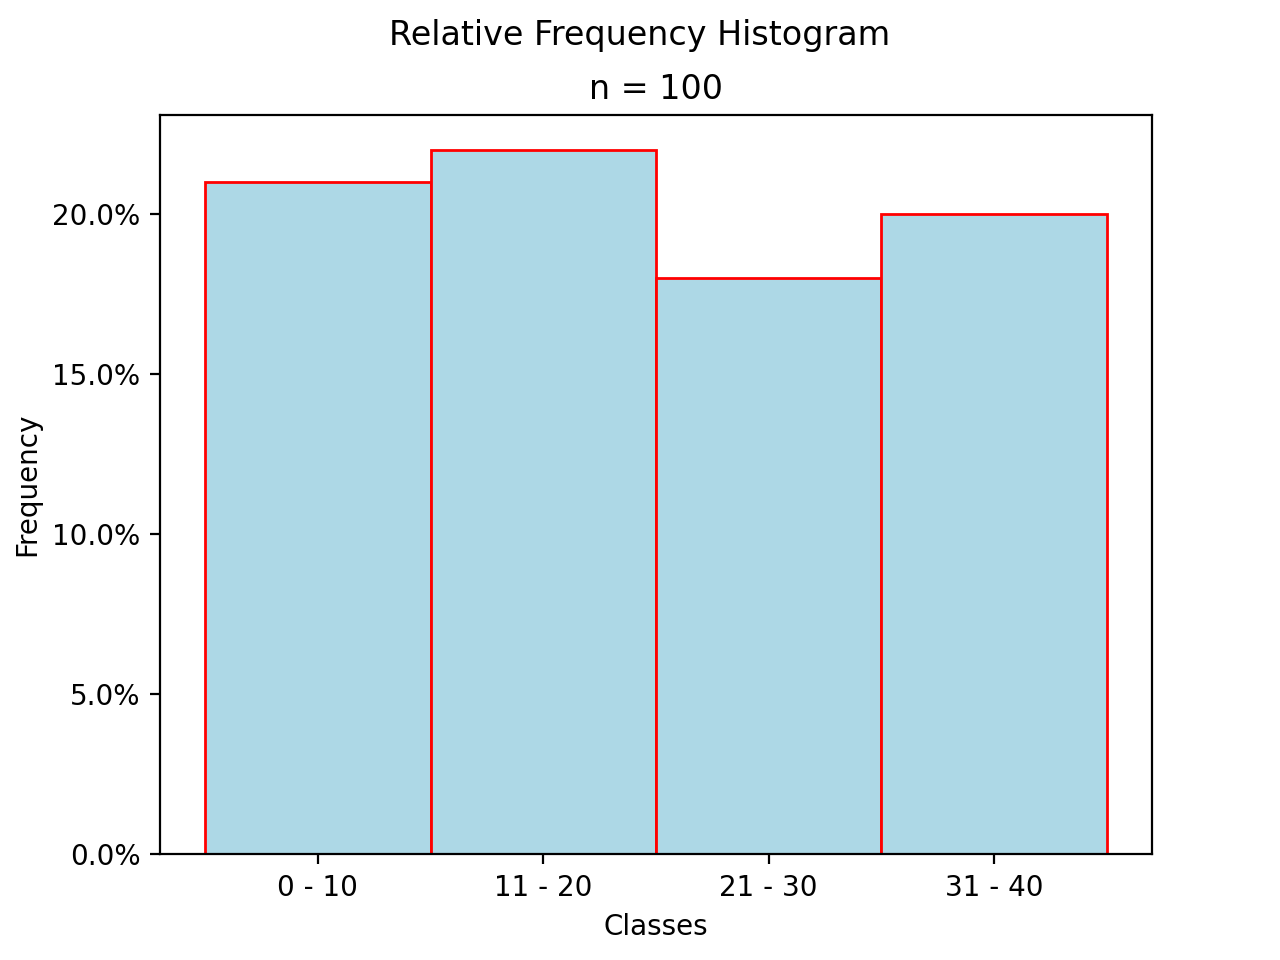 Relative Frequency Histogram
n = 100
20.0%
15.0%
10.0%
5.0%
0.0%
Frequency
0 - 10
11 - 20
21 - 30
31 - 40
Classes